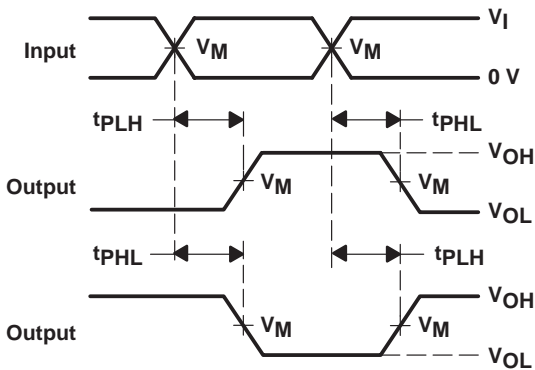 VI
Input VM VM
0 V
tPLH tPHL
VOH
Output VM VM
VOL
tPHL tPLH
VOH
Output VM VM
VOL